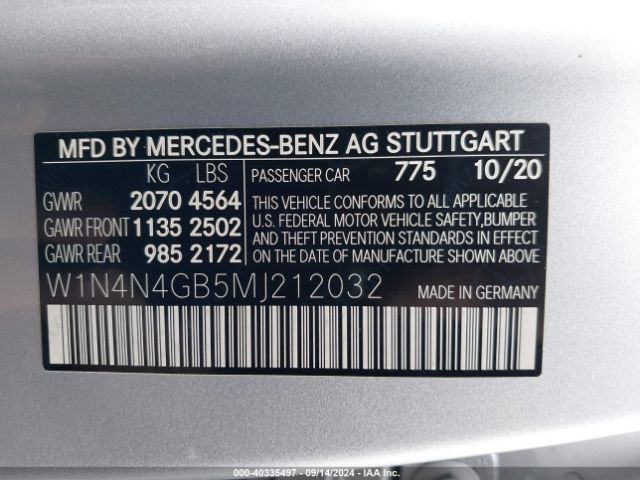 MFD BY MERCEDES-BENZ AG STUTTGART
KG LBS PASSENGER CAR 775 10/20
GVWR 2070 4564
GAWR FRONT 1135 2502
GAWR REAR 985 2172
THIS VEHICLE CONFORMS TO ALL APPLICABLE
U.S. FEDERAL MOTOR VEHICLE SAFETY, BUMPER
AND THEFT PREVENTION STANDARDS IN EFFECT
ON THE DATE OF MANUFACTURE SHOWN ABOVE.
W1N4N4GB5MJ212032 MADE IN GERMANY
© COPART - 40335497 - 09/14/2024 - IAA Inc.